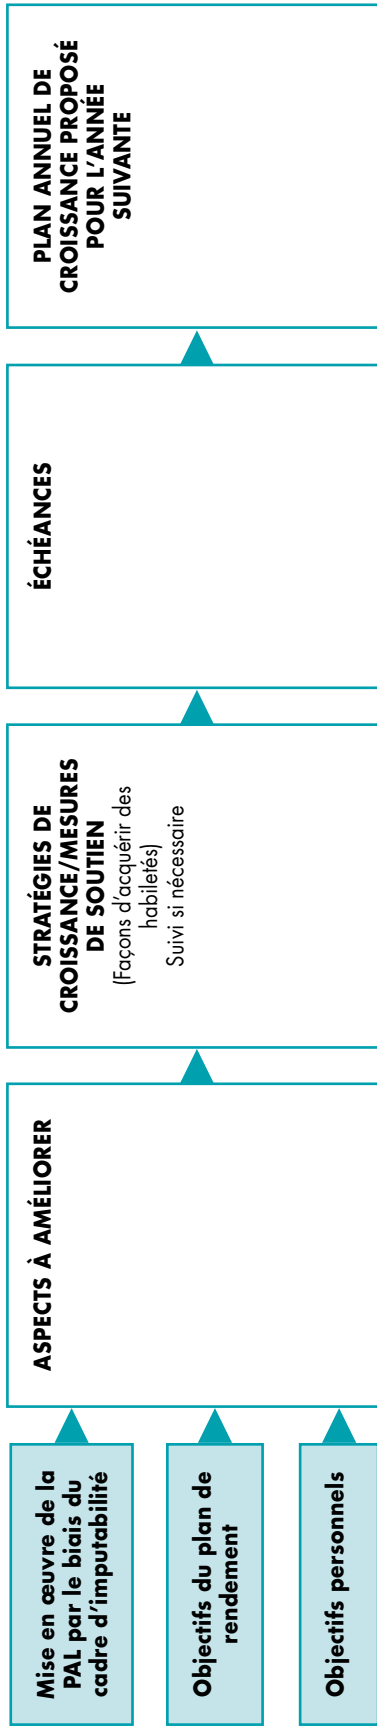 Mise en œuvre de la
PAL par le biais du
cadre d'imputabilité
Objectifs du plan de
rendement
Objectifs personnels
ASPECTS À AMÉLIORER
STRATÉGIES DE
CROISSANCE/MESURES
DE SOUTIEN
(Façons d'acquérir des
habiletés)
Suivi si nécessaire
ÉCHÉANCES
PLAN ANNUEL DE
CROISSANCE PROPOSÉ
POUR L'ANNÉE
SUIVANTE